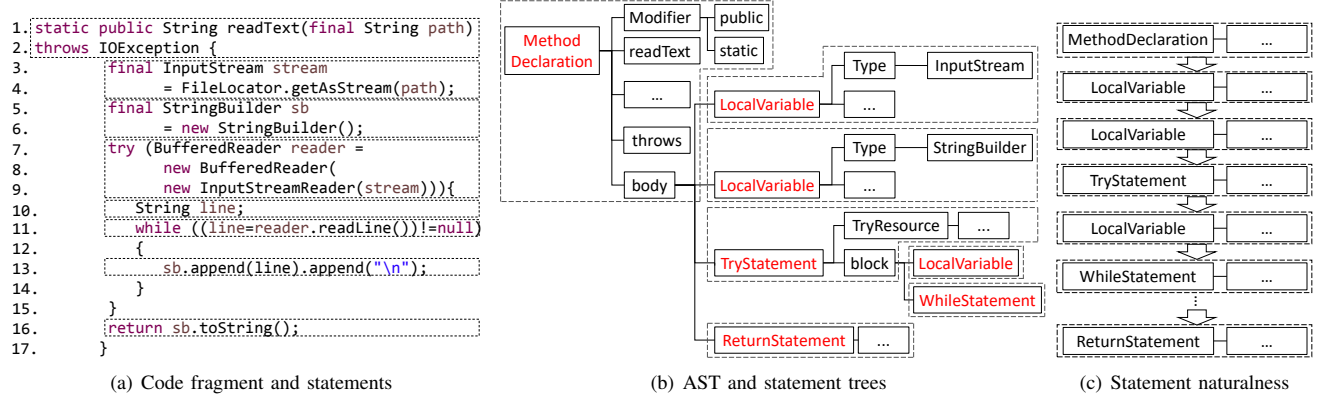 1. static public String readText(final String path)
2. throws IOException {
3. final InputStream stream
4. = FileLocator.getAsStream(path);
5. final StringBuilder sb
6. = new StringBuilder();
7. try (BufferedReader reader =
8. new BufferedReader(
9. new InputStreamReader(stream))){
10. String line;
11. while ((line=reader.readLine())!=null)
12. {
13. sb.append(line).append("\n");
14. }
15. }
16. return sb.toString();
17. }
(a) Code fragment and statements
Method
Declaration
Modifier
public
static
readText
...
throws
body
LocalVariable
Type
InputStream
...
LocalVariable
Type
StringBuilder
...
TryStatement
TryResource
...
block
LocalVariable
WhileStatement
ReturnStatement
...
(b) AST and statement trees
MethodDeclaration ...
LocalVariable ...
LocalVariable ...
TryStatement ...
LocalVariable ...
WhileStatement ...
ReturnStatement ...
(c) Statement naturalness